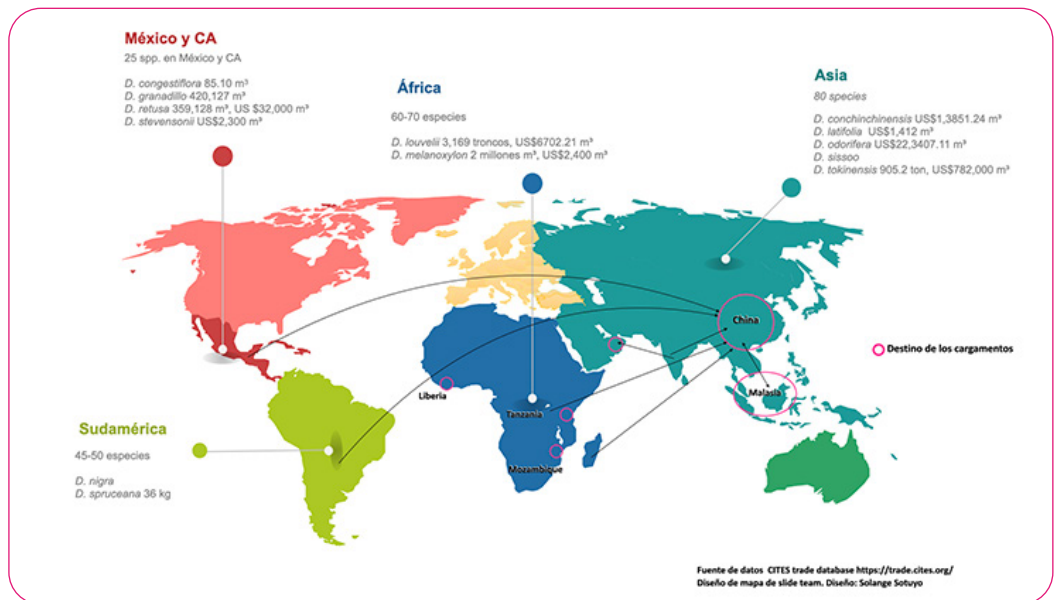 México y CA
25 spp. en México y CA
D. congestiflora 85.10 m³
D. granadillo 420,127 m³
D. retusa 359,128 m³, US $32,000 m³
D. stevensonii US$2,300 m³
África
60-70 especies
D. louvelii 3,169 troncos, US$6702.21 m³
D. melanoxylon 2 millones m³, US$2,400 m³
Asia
80 species
D. conchinchinensis US$1,3851.24 m³
D. latifolia US$1,412 m³
D. odorifera US$22,3407.11 m³
D. sissoo
D. tokinensis 905.2 ton, US$782,000 m³
China
Destino de los cargamentos
Malasia
Liberia
Tanzania
Mozambique
Sudamérica
45-50 especies
D. nigra
D. spruceana 36 kg
Fuente de datos CITES trade database https://trade.cites.org/
Diseño de mapa de slide team. Diseño: Solange Sotuyo